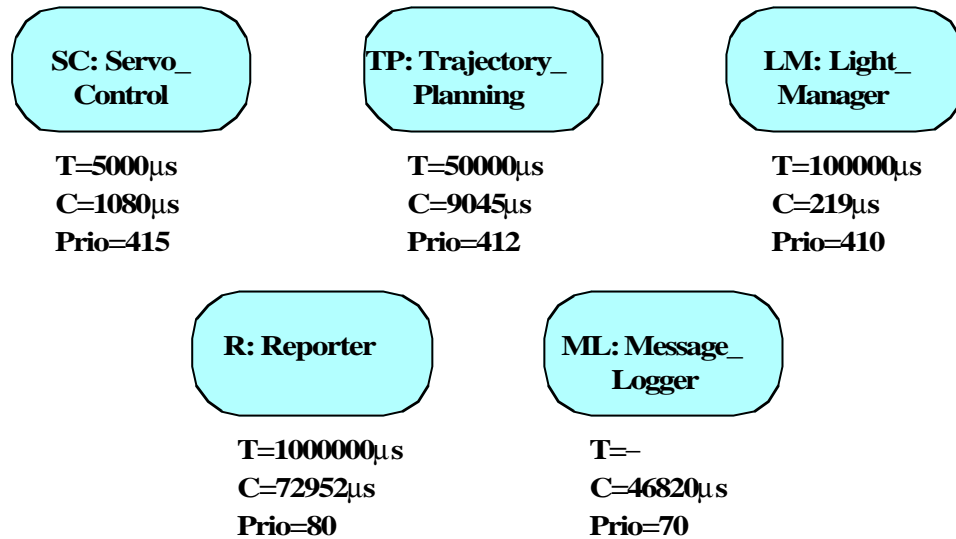 SC: Servo_
Control
T=5000µs
C=1080µs
Prio=415
TP: Trajectory_
Planning
T=50000µs
C=9045µs
Prio=412
LM: Light_
Manager
T=100000µs
C=219µs
Prio=410
R: Reporter
T=1000000µs
C=72952µs
Prio=80
ML: Message_
Logger
T=–
C=46820µs
Prio=70